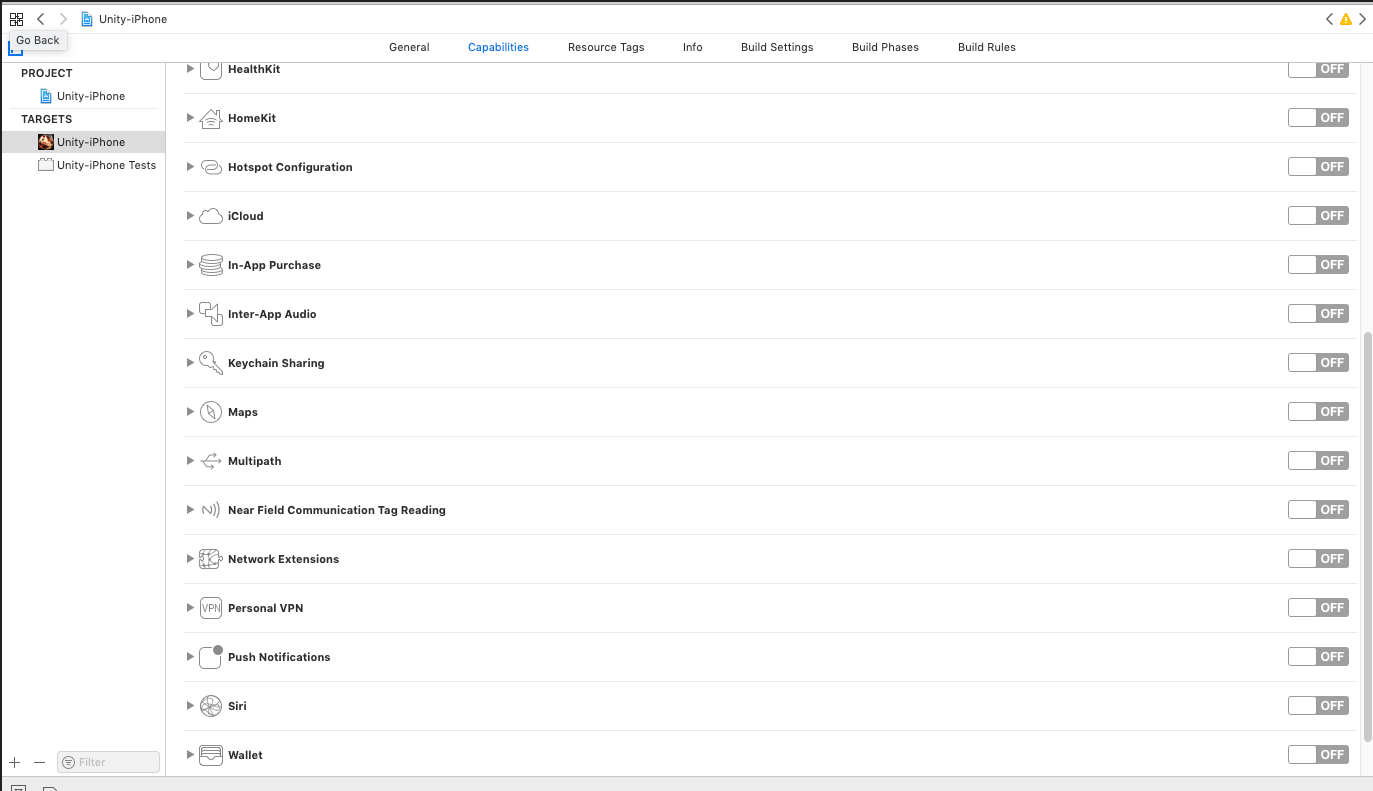 Unity-iPhone
Go Back
General Capabilities Resource Tags Info Build Settings Build Phases Build Rules
PROJECT
Unity-iPhone
TARGETS
Unity-iPhone
Unity-iPhone Tests
HealthKit OFF
HomeKit OFF
Hotspot Configuration OFF
iCloud OFF
In-App Purchase OFF
Inter-App Audio OFF
Keychain Sharing OFF
Maps OFF
Multipath OFF
Near Field Communication Tag Reading OFF
Network Extensions OFF
VPN Personal VPN OFF
Push Notifications OFF
Siri OFF
Wallet OFF
Filter